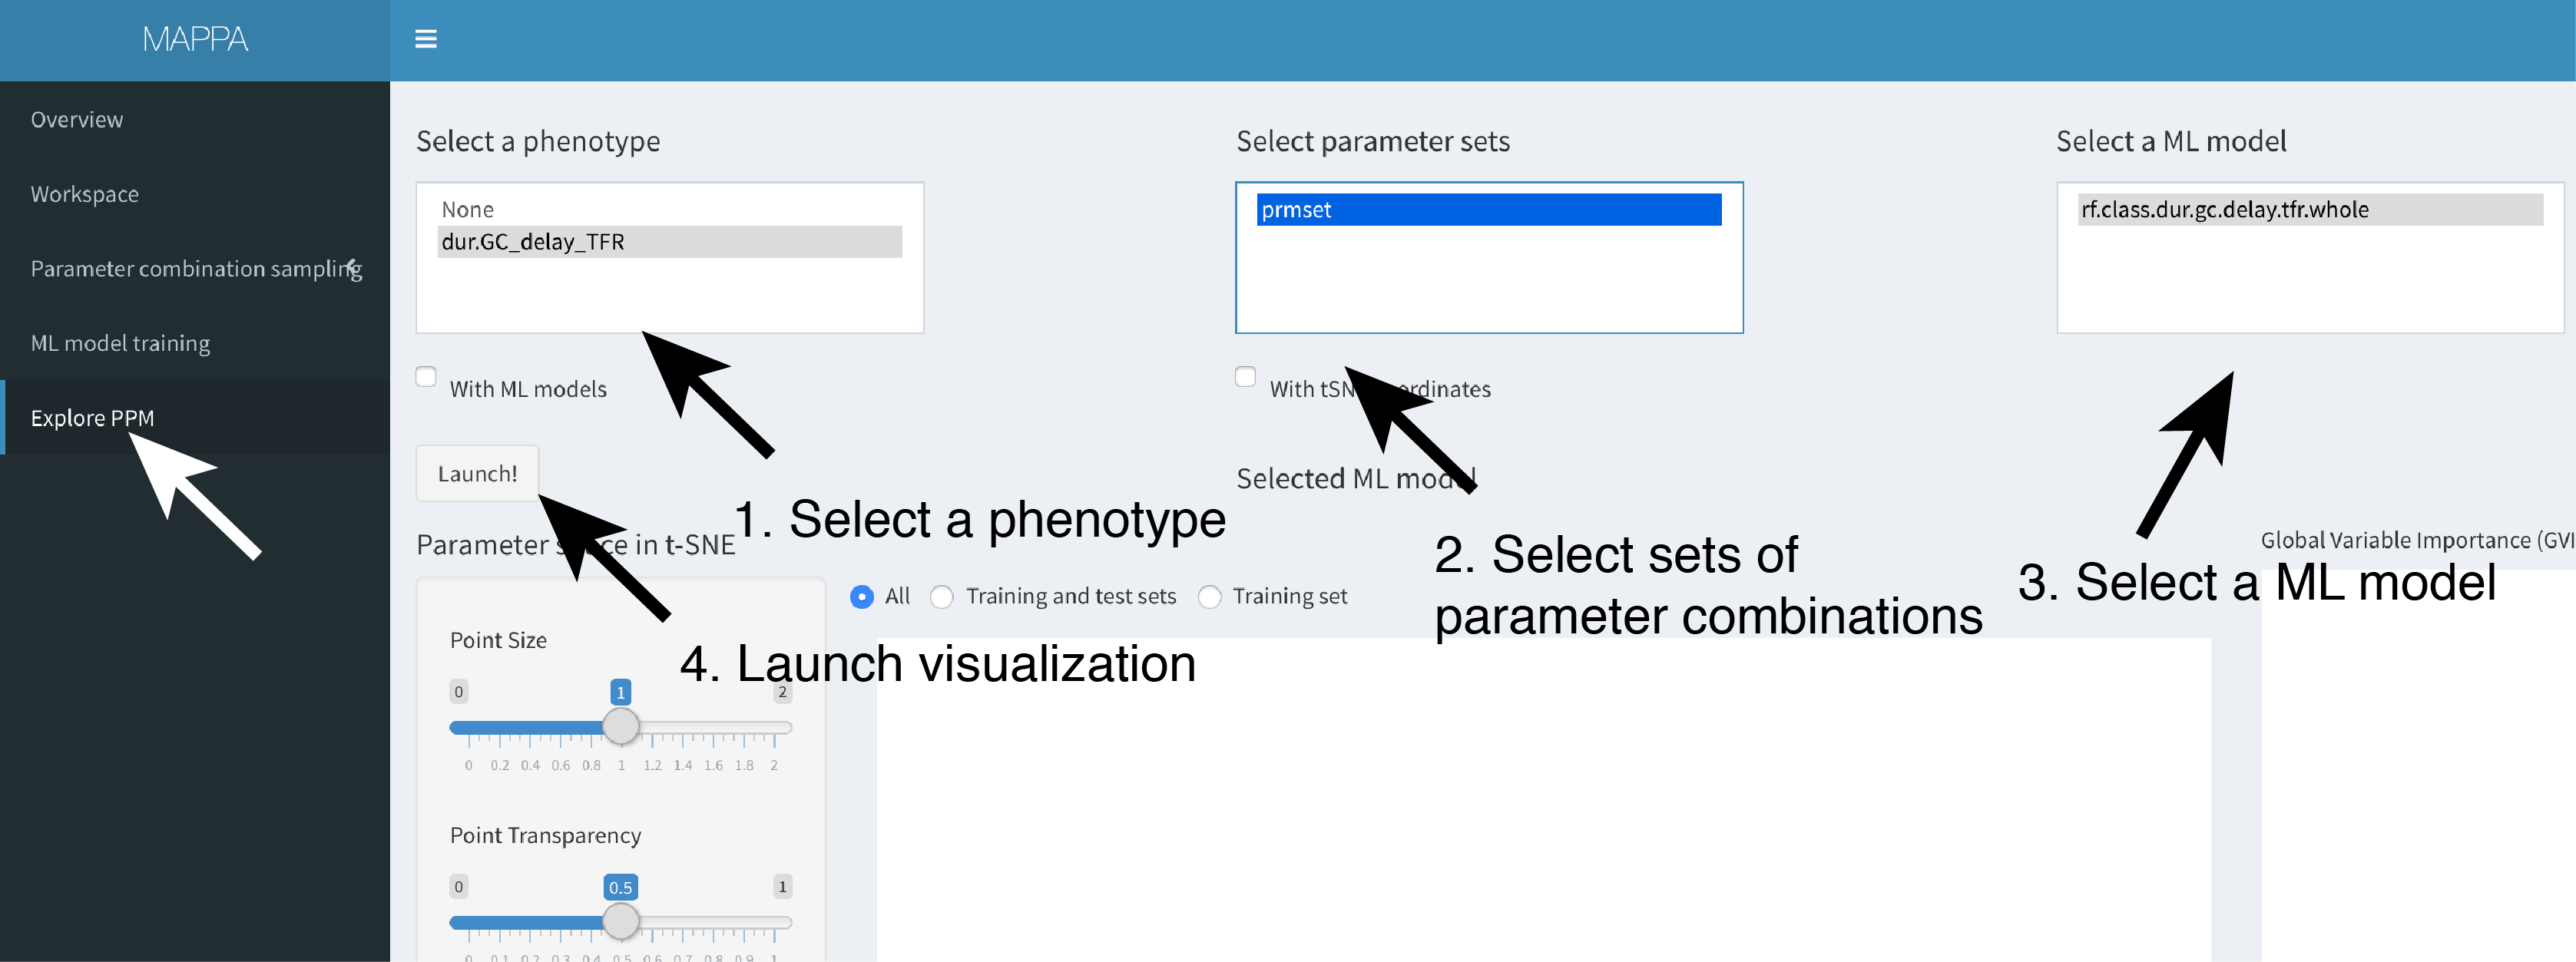 MAPPA
Overview
Workspace
Parameter combination sampling
ML model training
Explore PPM
Select a phenotype
None
dur.GC_delay_TFR
With ML models
Launch!
Select parameter sets
prmset
With tSN ordinates
Selected ML model
Select a ML model
rf.class.dur.gc.delay.tfr.whole
1. Select a phenotype
2. Select sets of
parameter combinations
3. Select a ML model
4. Launch visualization
Parameter space in t-SNE
Global Variable Importance (GVI
All Training and test sets Training set
Point Size
0 1 2
0 0.2 0.4 0.6 0.8 1 1.2 1.4 1.6 1.8 2
Point Transparency
0 0.5 1
0 0.1 0.2 0.3 0.4 0.5 0.6 0.7 0.8 0.9 1